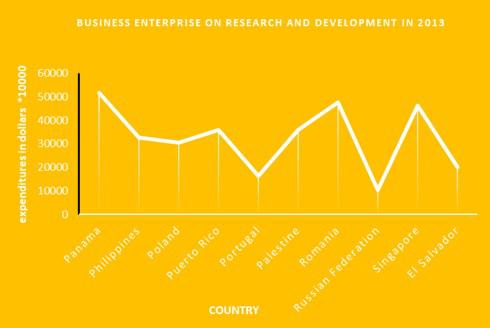 BUSINESS ENTERPRISE ON RESEARCH AND DEVELOPMENT IN 2013
expenditures in dollars *10000
60000
50000
40000
30000
20000
10000
0
Panama
Philippines
Poland
Puerto Rico
Portugal
Palestine
Romania
Russian Federation
Singapore
El Salvador
COUNTRY